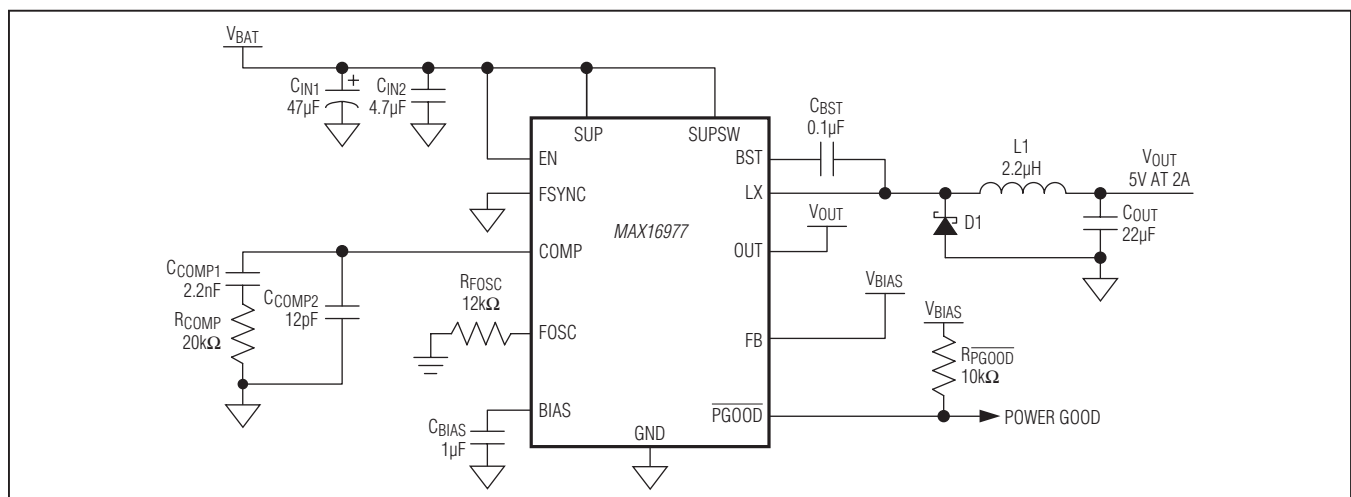 VBAT
CIN1
47µF
+
CIN2
4.7µF
SUP
SUPSW
EN
FSYNC
COMP
FOSC
BIAS
GND
MAX16977
BST
LX
OUT
FB
PGOOD
CBST
0.1µF
L1
2.2µH
VOUT
5V AT 2A
D1
COUT
22µF
VOUT
VBIAS
VBIAS
RPGOOD
10kΩ
POWER GOOD
CCOMP1
2.2nF
RCOMP
20kΩ
CCOMP2
12pF
RFOSC
12kΩ
CBIAS
1µF